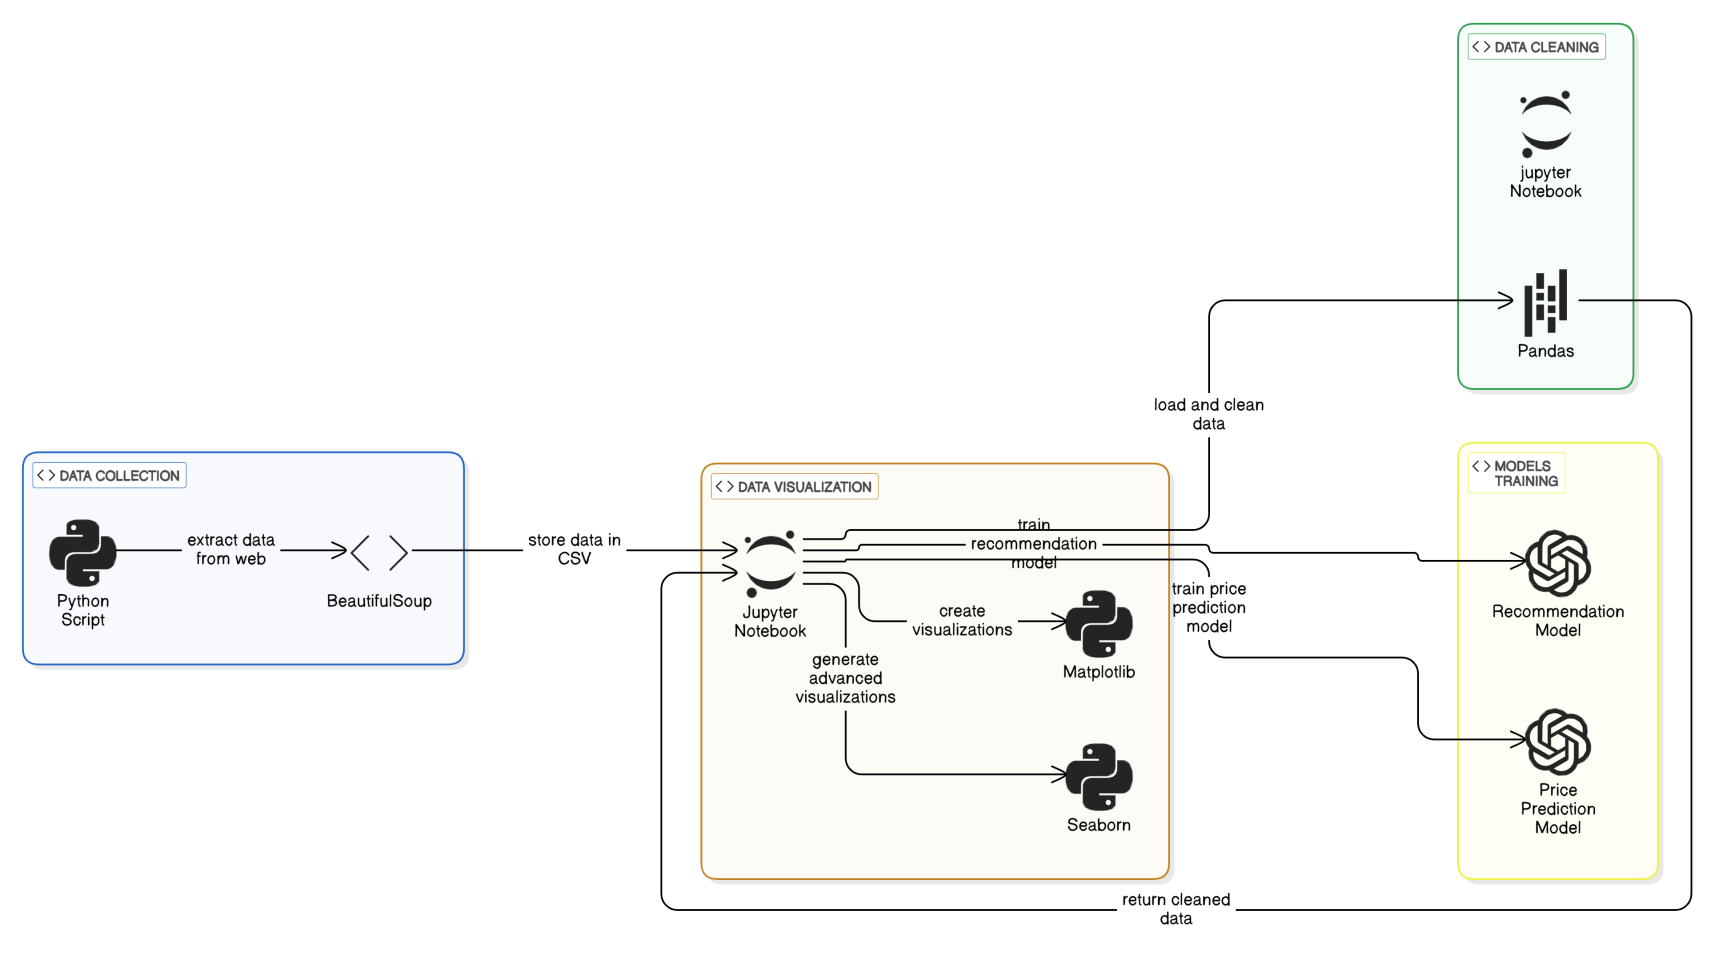 DATA CLEANING
jupyter
Notebook
Pandas
load and clean
data
DATA COLLECTION
extract data
from web
Python
Script
BeautifulSoup
store data in
CSV
DATA VISUALIZATION
Jupyter
Notebook
train
recommendation
model
create
visualizations
Matplotlib
generate
advanced
visualizations
Seaborn
train price
prediction
model
MODELS
TRAINING
Recommendation
Model
Price
Prediction
Model
return cleaned
data